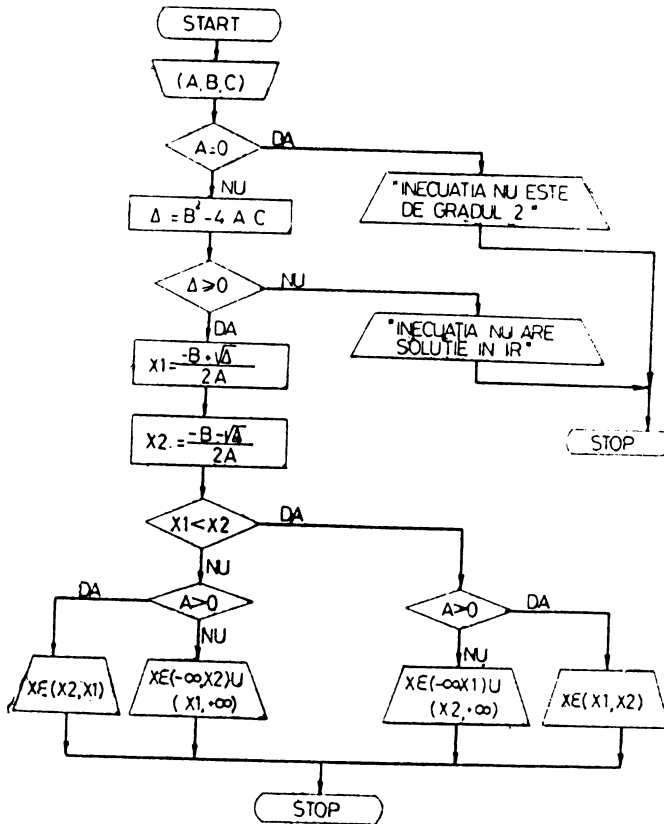 START
(A,B,C)
A=0
DA
NU
"INECUATIA NU ESTE
DE GRADUL 2"
Δ = B² - 4 A C
Δ ⩾ 0
NU
DA
"INECUAȚIA NU ARE
SOLUȚIE IN IR"
X1 = -B + √Δ / 2A
STOP
X2 = -B - √Δ / 2A
X1 < X2
DA
NU
DA
A>0
NU
A>0
DA
NU
XE(X2,X1)
XE(-∞,X2)U
(X1,+∞)
XE(-∞,X1)U
(X2,+∞)
XE(X1,X2)
STOP